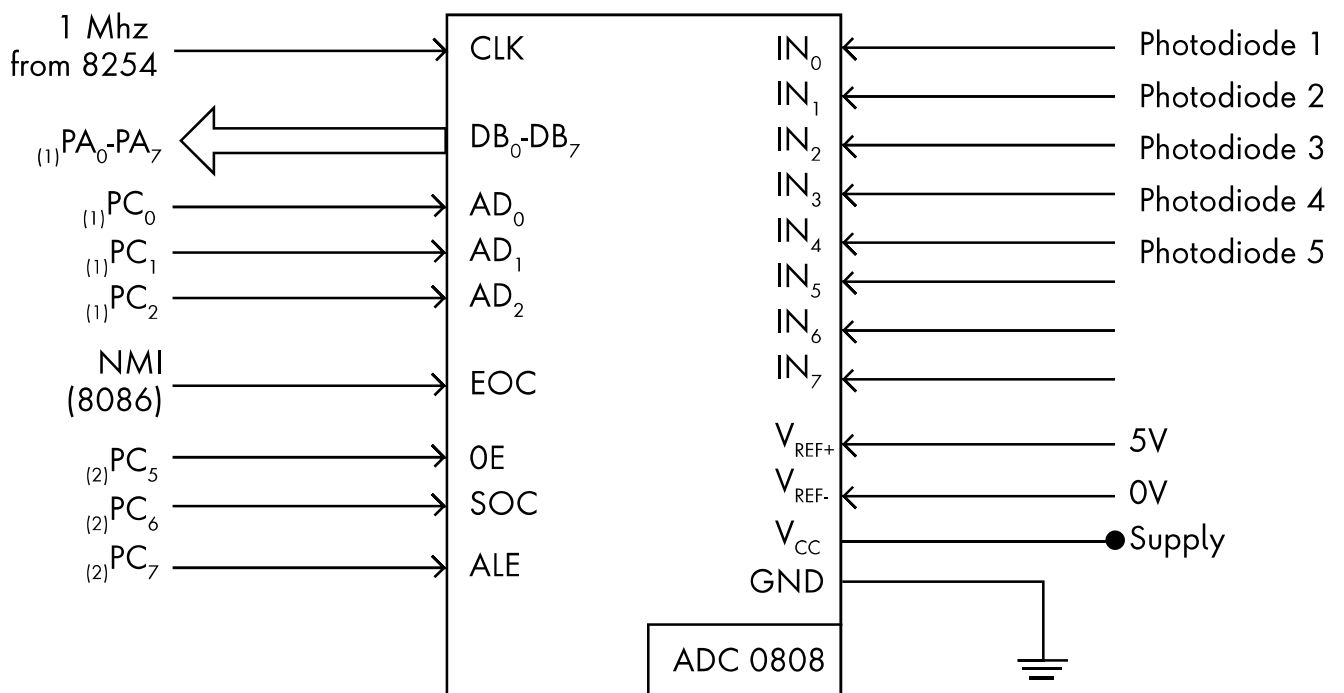 1 Mhz
from 8254
(1)PA0-PA7
(1)PC0
(1)PC1
(1)PC2
NMI
(8086)
(2)PC5
(2)PC6
(2)PC7
CLK
DB0-DB7
AD0
AD1
AD2
EOC
0E
SOC
ALE
IN0
IN1
IN2
IN3
IN4
IN5
IN6
IN7
VREF+
VREF-
VCC
GND
ADC 0808
Photodiode 1
Photodiode 2
Photodiode 3
Photodiode 4
Photodiode 5
5V
0V
Supply